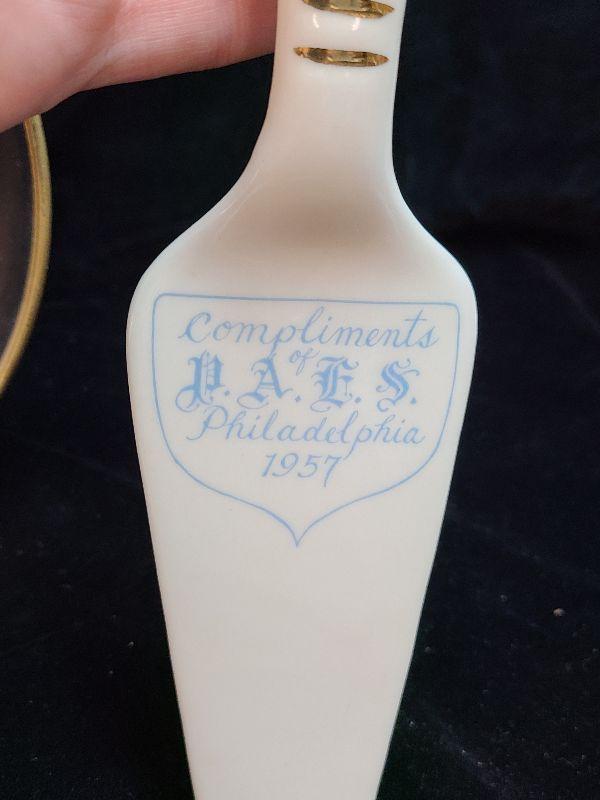 Compliments
of
P. A. E. S.
Philadelphia
1957